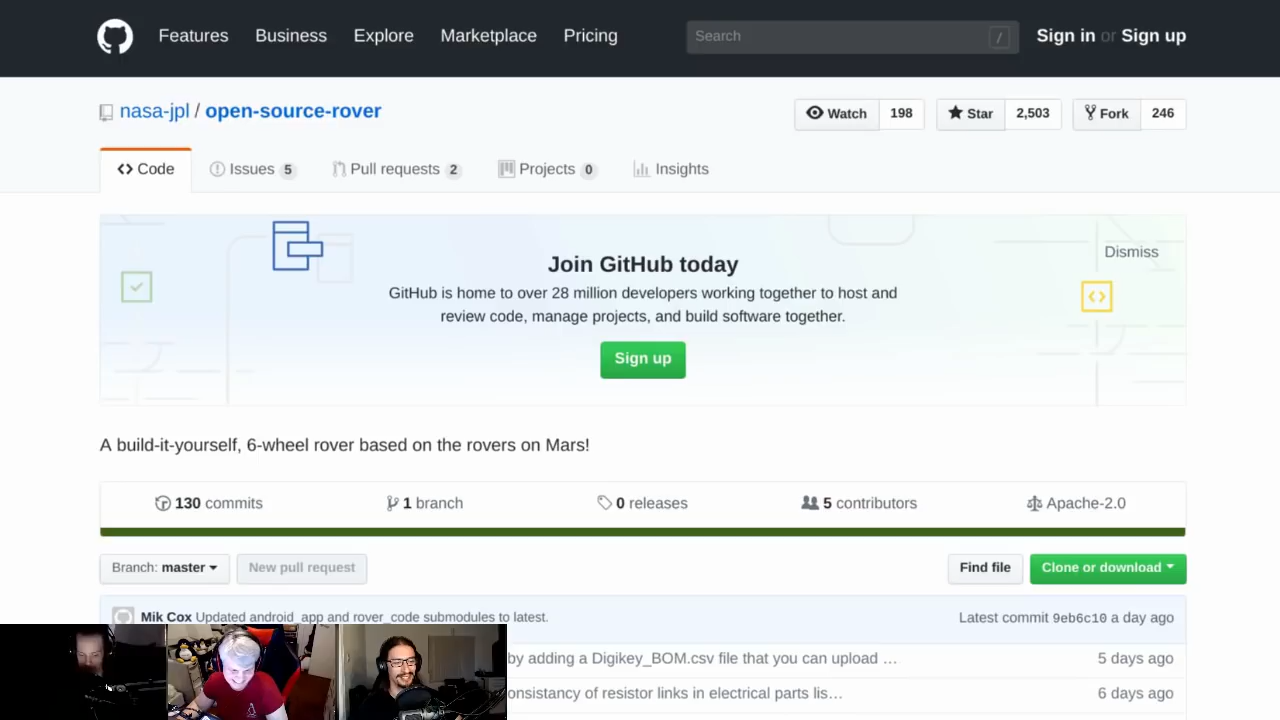 Features Business Explore Marketplace Pricing Search / Sign in or Sign up
nasa-jpl / open-source-rover Watch 198 Star 2,503 Fork 246
Code Issues 5 Pull requests 2 Projects 0 Insights
Dismiss
Join GitHub today
GitHub is home to over 28 million developers working together to host and
review code, manage projects, and build software together.
Sign up
A build-it-yourself, 6-wheel rover based on the rovers on Mars!
130 commits 1 branch 0 releases 5 contributors Apache-2.0
Branch: master New pull request Find file Clone or download
Mik Cox Updated android_app and rover_code submodules to latest. Latest commit 9eb6c10 a day ago
by adding a Digikey_BOM.csv file that you can upload … 5 days ago
onsistancy of resistor links in electrical parts lis… 6 days ago